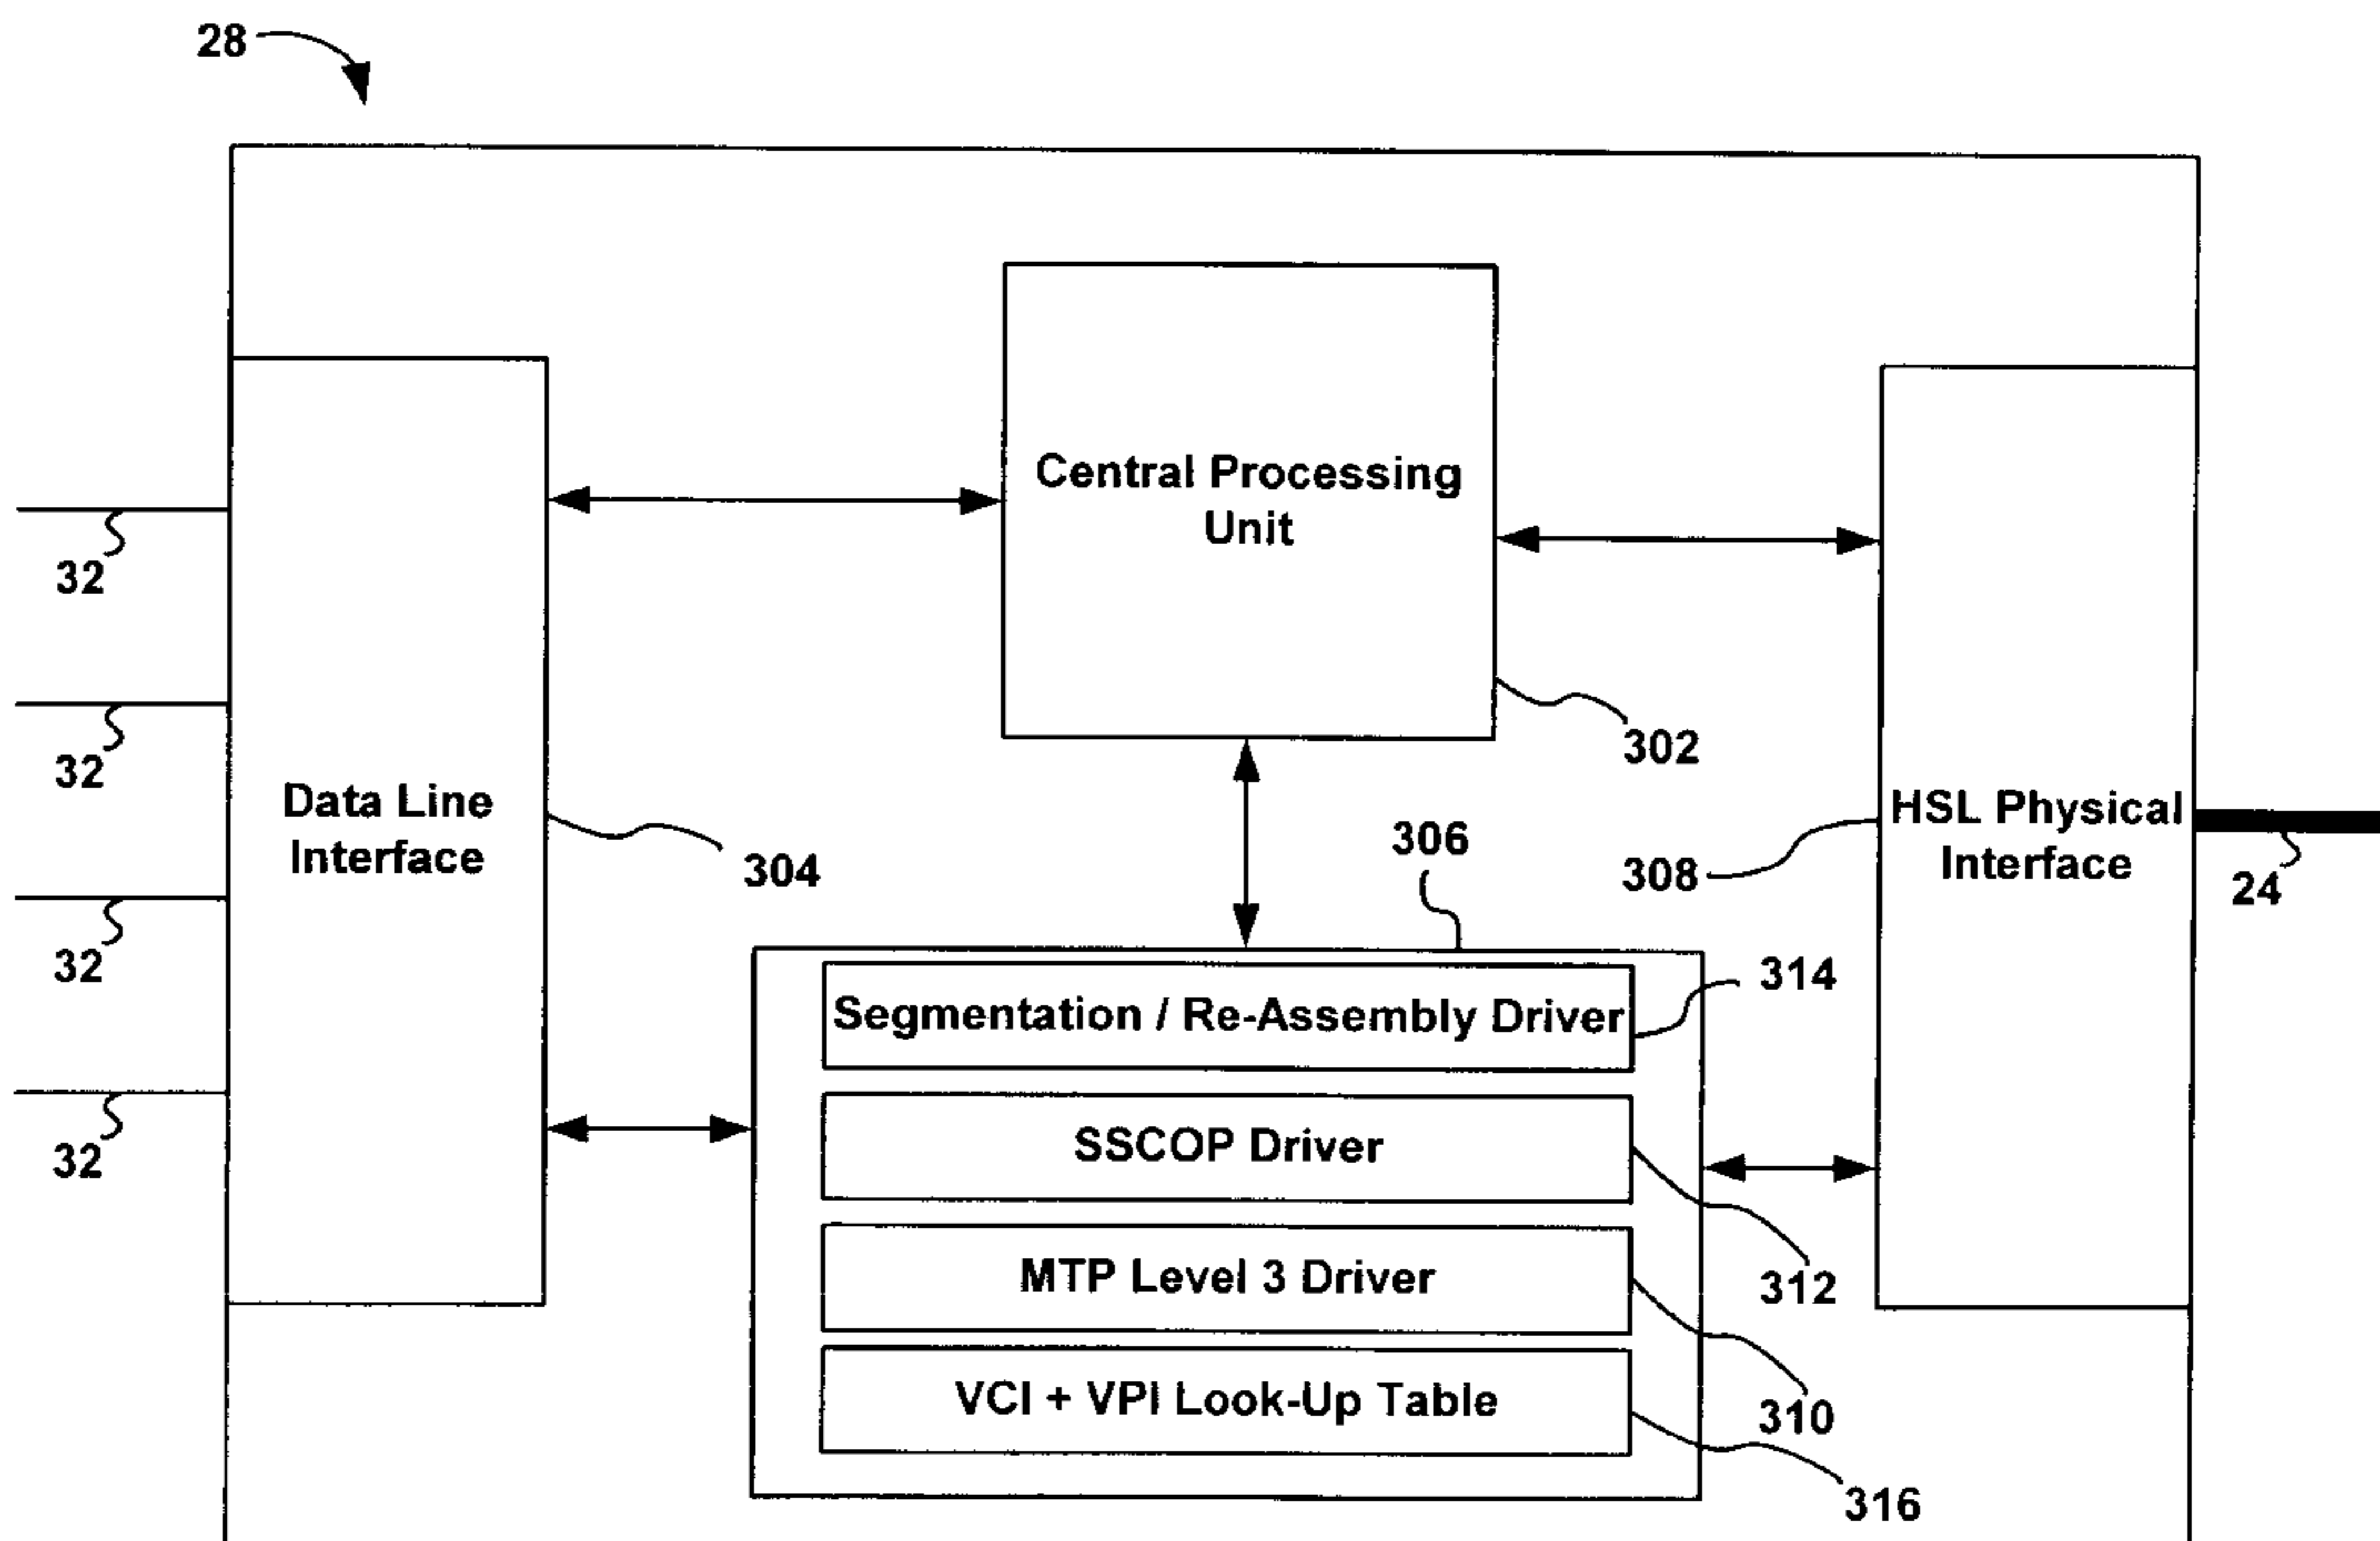 28
Central Processing
Unit
32
32
302
Data Line
Interface
HSL Physical
Interface
306
304
308
24
32
314
Segmentation / Re-Assembly Driver
SSCOP Driver
32
MTP Level 3 Driver
312
VCI + VPI Look-Up Table
310
316